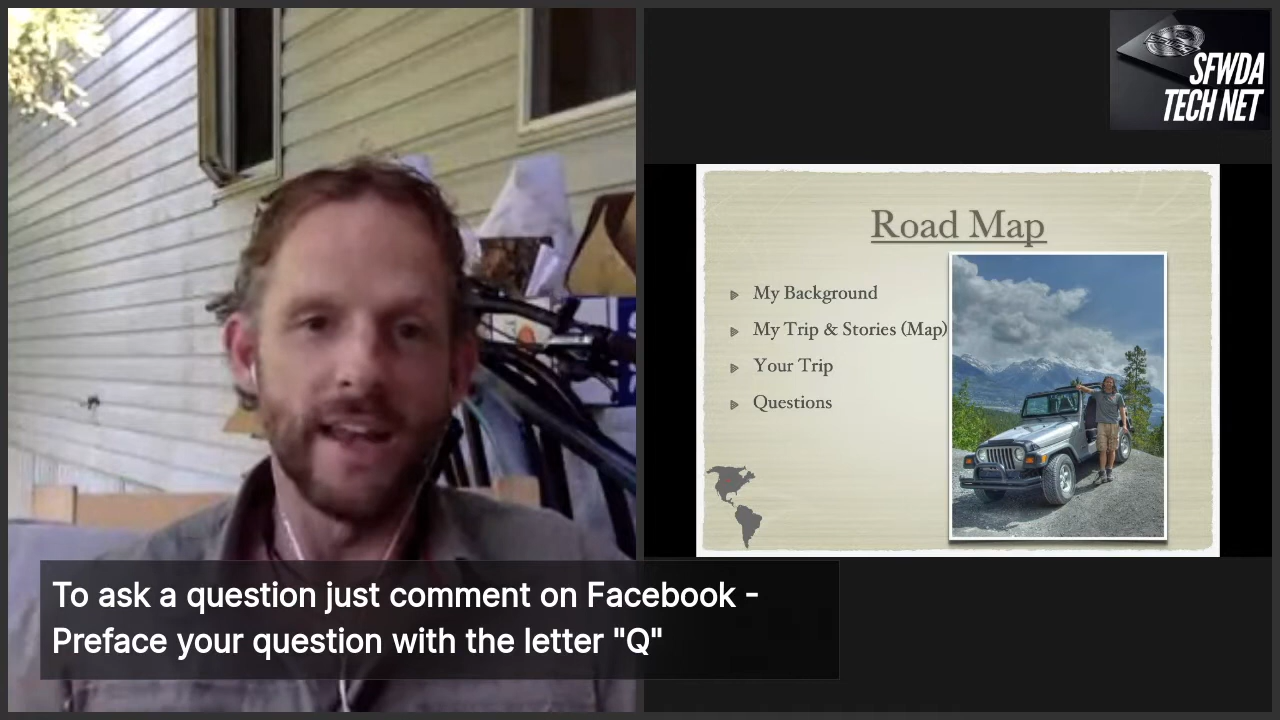 SFWDA
TECH NET
Road Map
My Background
My Trip & Stories (Map)
Your Trip
Questions
To ask a question just comment on Facebook -
Preface your question with the letter "Q"